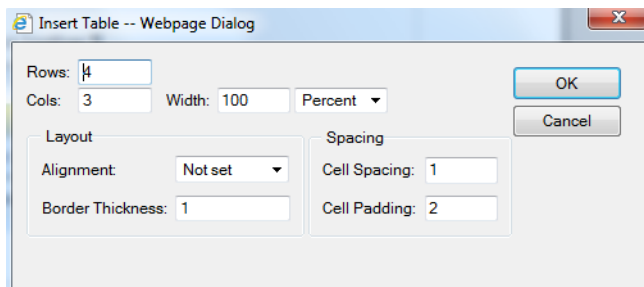 Insert Table -- Webpage Dialog
Rows: 4
OK
Cols: 3 Width: 100 Percent
Cancel
Layout Spacing
Alignment: Not set Cell Spacing: 1
Border Thickness: 1 Cell Padding: 2